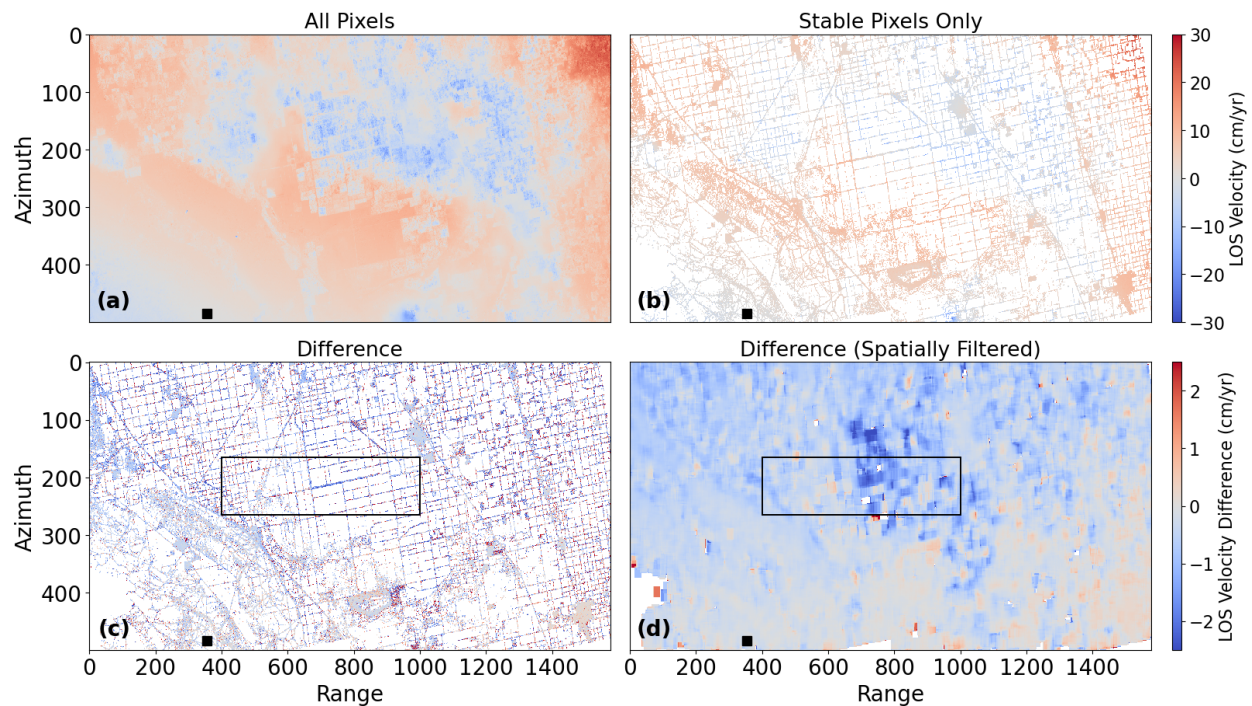 All Pixels
Stable Pixels Only
0
100
200
300
400
Azimuth
(a)
(b)
30
20
10
0
−10
−20
−30
LOS Velocity (cm/yr)
Difference
Difference (Spatially Filtered)
0
100
200
300
400
Azimuth
(c)
(d)
2
1
0
−1
−2
LOS Velocity Difference (cm/yr)
0 200 400 600 800 1000 1200 1400
Range
0 200 400 600 800 1000 1200 1400
Range